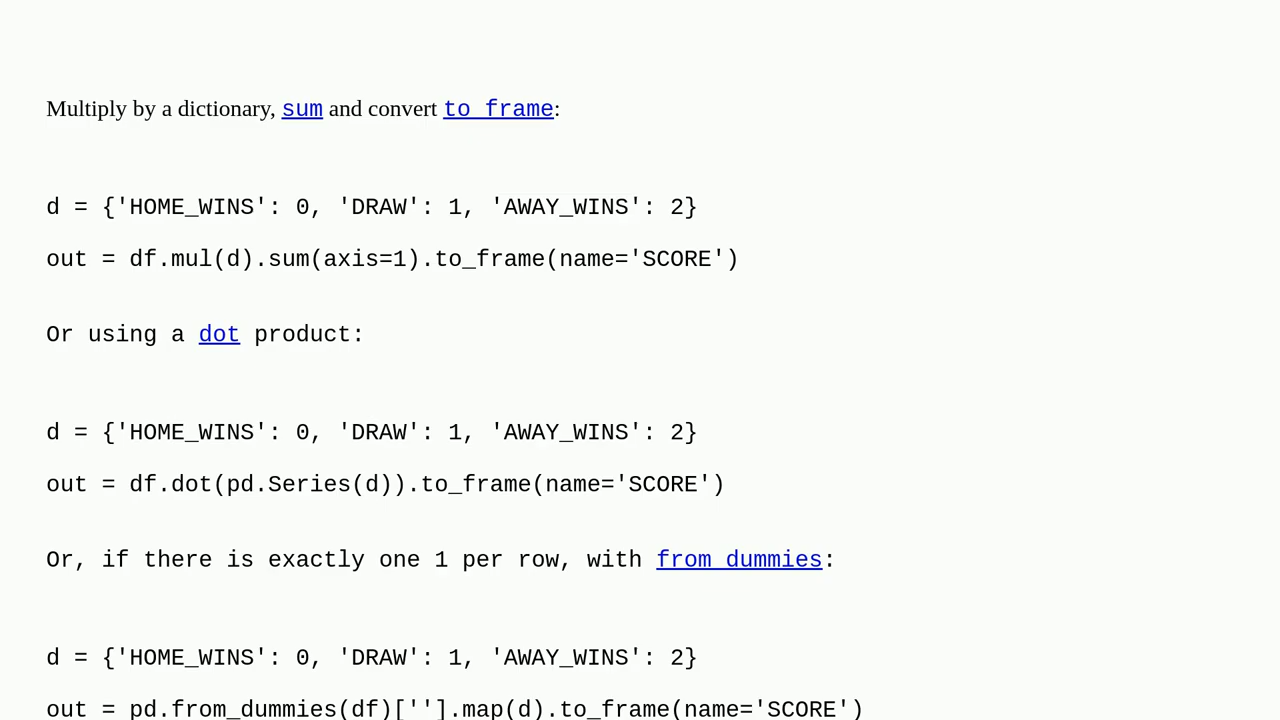 Multiply by a dictionary, sum and convert to_frame:
d = {'HOME_WINS': 0, 'DRAW': 1, 'AWAY_WINS': 2}
out = df.mul(d).sum(axis=1).to_frame(name='SCORE')
Or using a dot product:
d = {'HOME_WINS': 0, 'DRAW': 1, 'AWAY_WINS': 2}
out = df.dot(pd.Series(d)).to_frame(name='SCORE')
Or, if there is exactly one 1 per row, with from_dummies:
d = {'HOME_WINS': 0, 'DRAW': 1, 'AWAY_WINS': 2}
out = pd.from_dummies(df)[''].map(d).to_frame(name='SCORE')